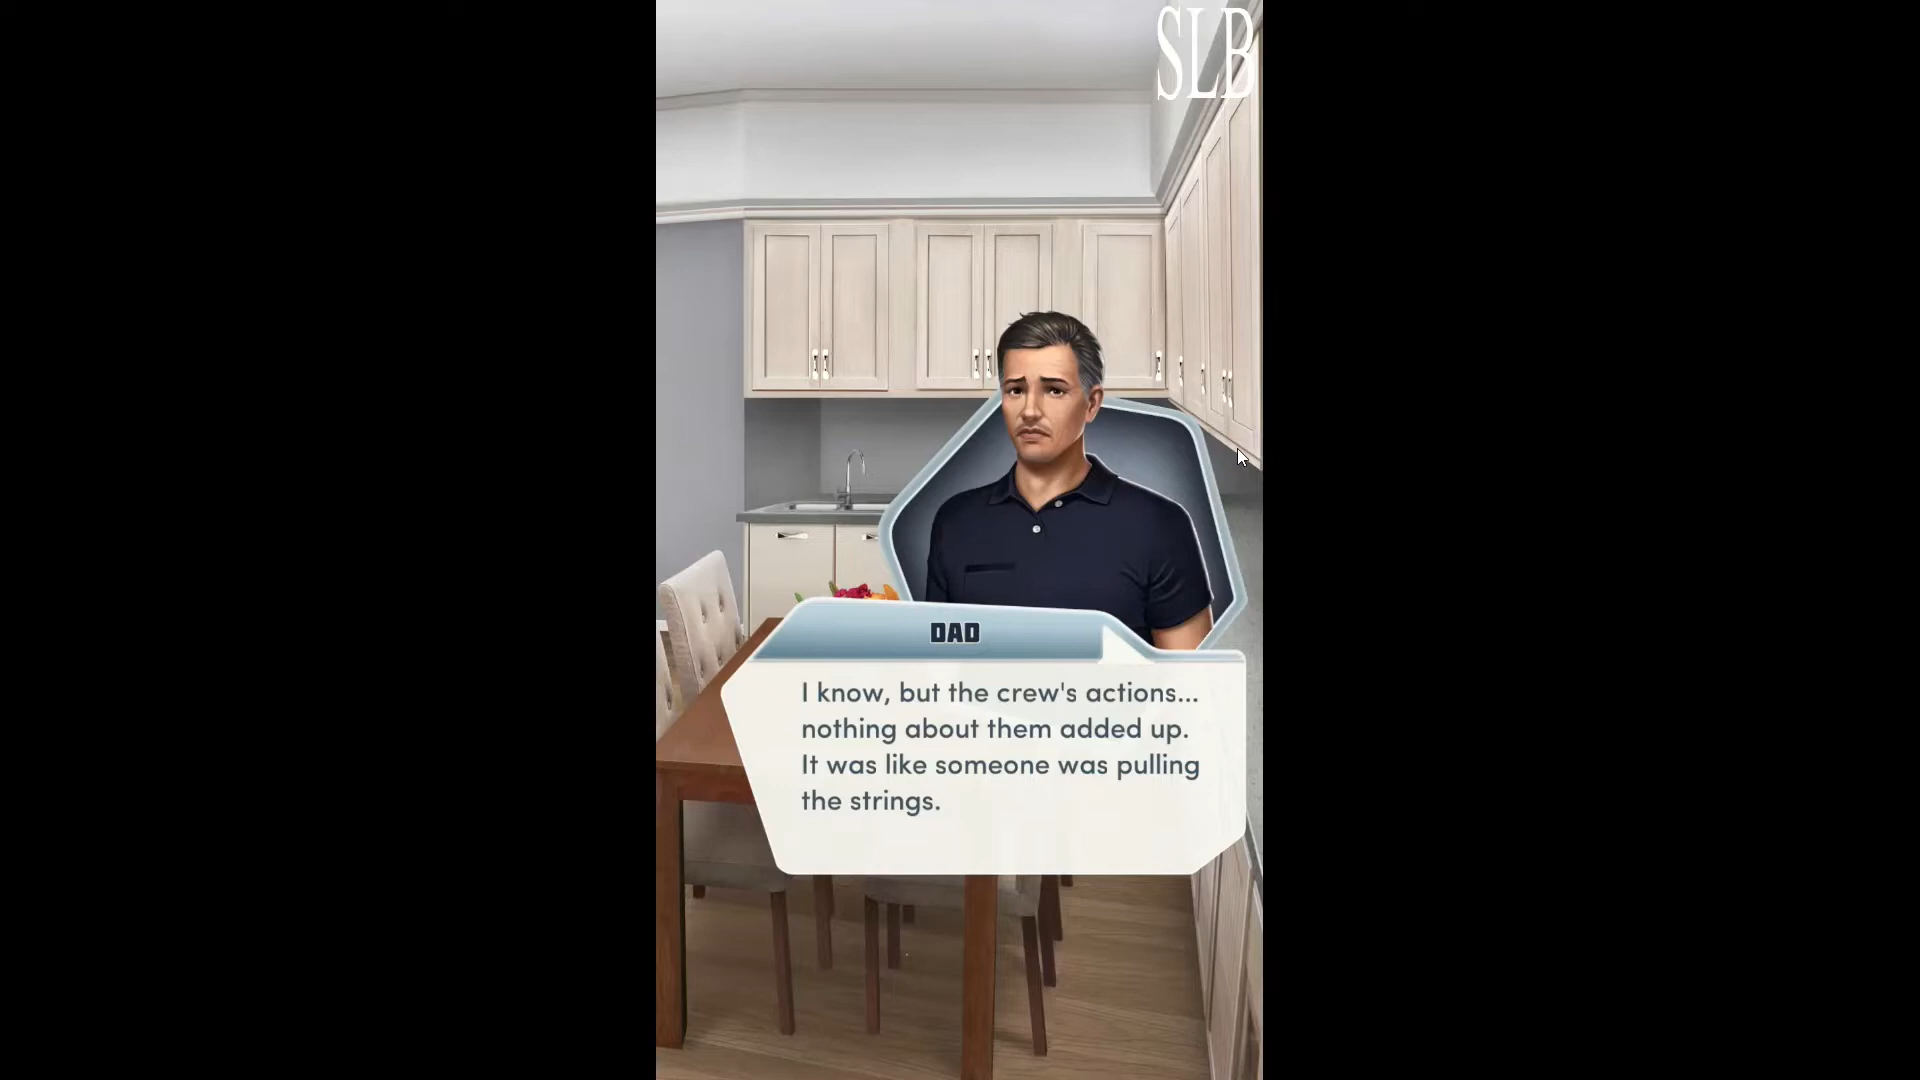 SLB
DAD
I know, but the crew's actions...
nothing about them added up.
It was like someone was pulling
the strings.